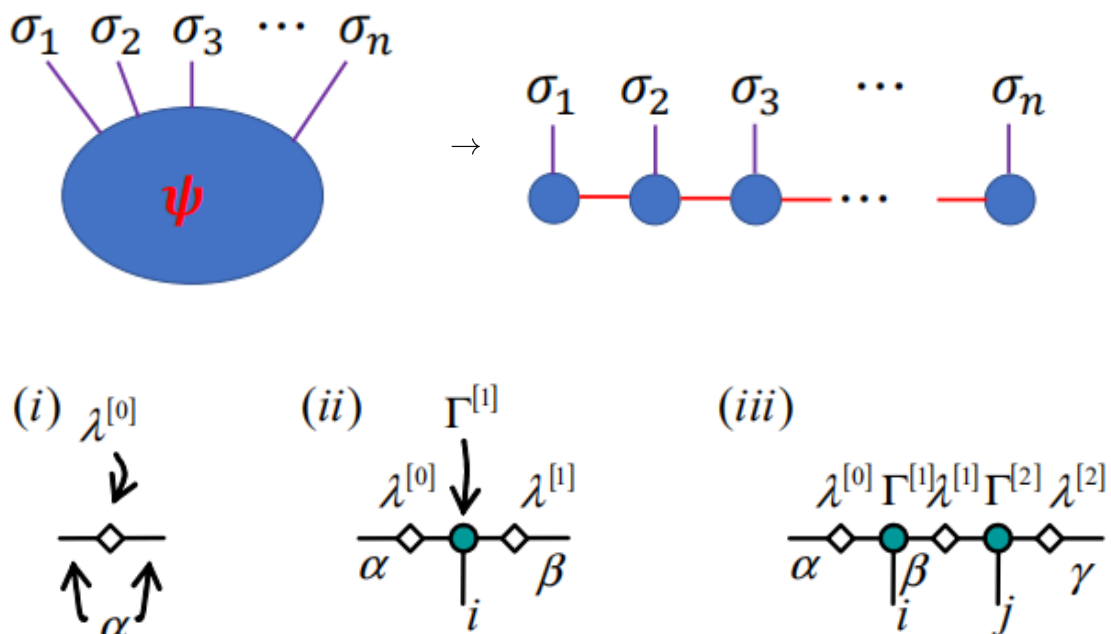 σ₁ σ₂ σ₃ ⋯ σₙ
ψ
→
σ₁ σ₂ σ₃ ⋯ σₙ
⋯
(i) λ^[0]
α
(ii) Γ^[1]
λ^[0] λ^[1]
α β
i
(iii)
λ^[0] Γ^[1] λ^[1] Γ^[2] λ^[2]
α β γ
i j